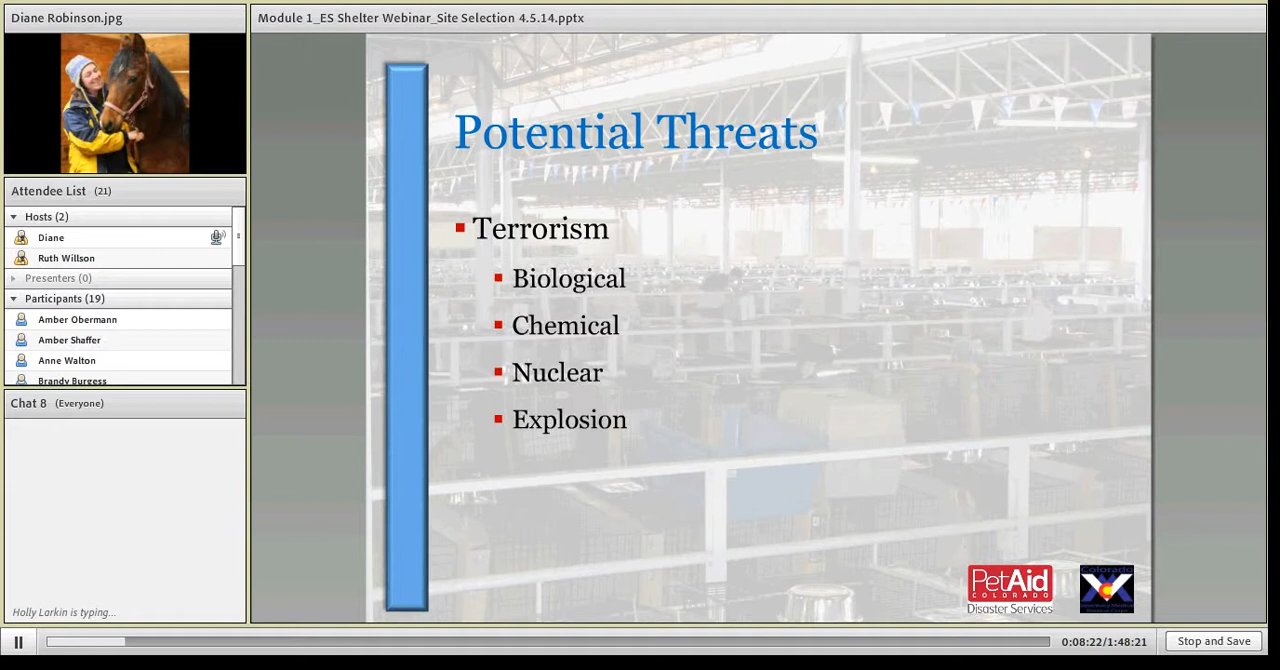 Diane Robinson.jpg
Module 1_ES Shelter Webinar_Site Selection 4.5.14.pptx
Attendee List (21)
Hosts (2)
Diane
Ruth Willson
Presenters (0)
Participants (19)
Amber Obermann
Amber Shaffer
Anne Walton
Brandy Burgess
Chat 8 (Everyone)
Holly Larkin is typing...
Potential Threats
Terrorism
Biological
Chemical
Nuclear
Explosion
PetAid
COLORADO
Disaster Services
Colorado
0:08:22/1:48:21
Stop and Save